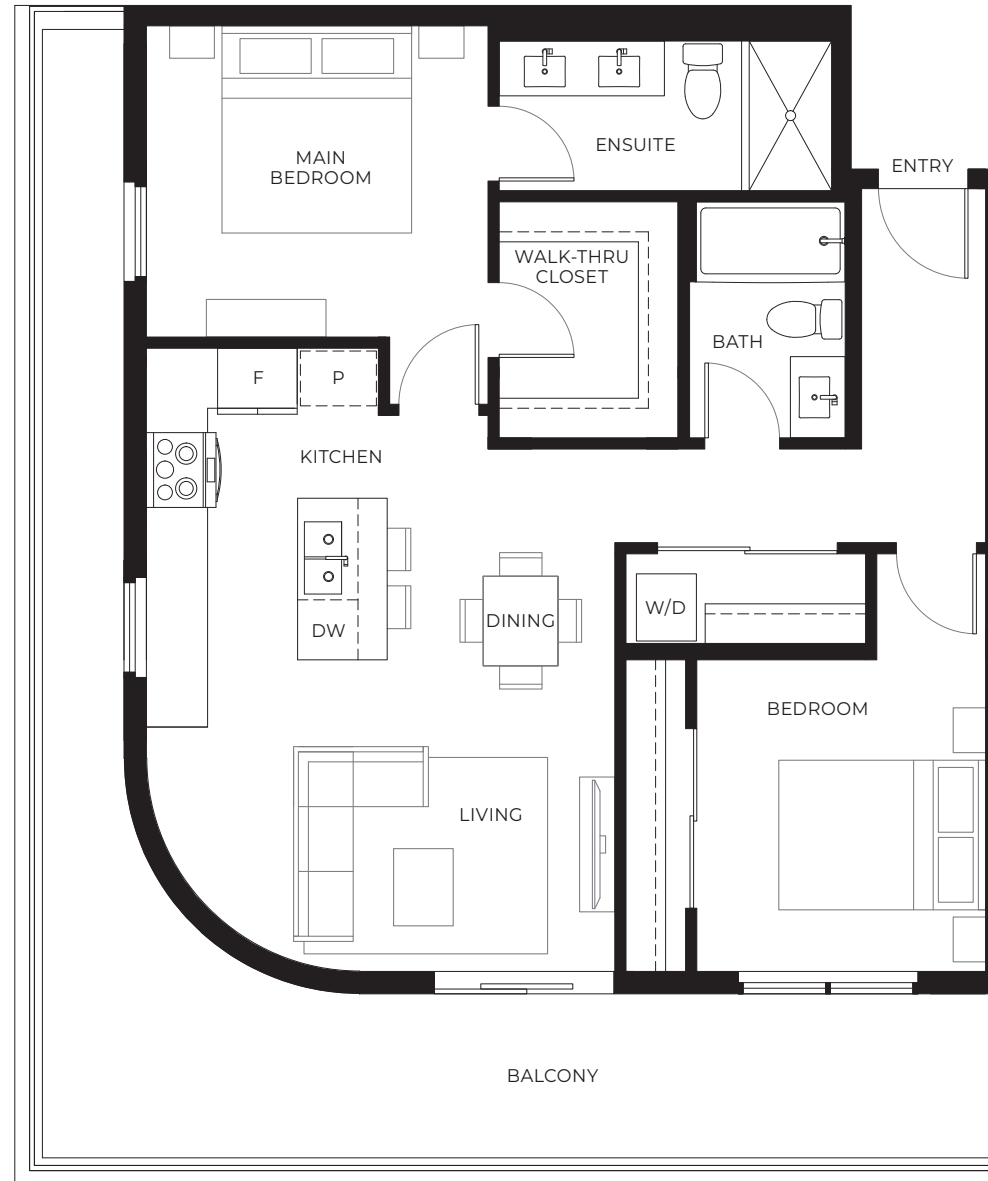 MAIN
BEDROOM
ENSUITE
ENTRY
WALK-THRU
CLOSET
BATH
F
P
KITCHEN
DW
DINING
W/D
BEDROOM
LIVING
BALCONY